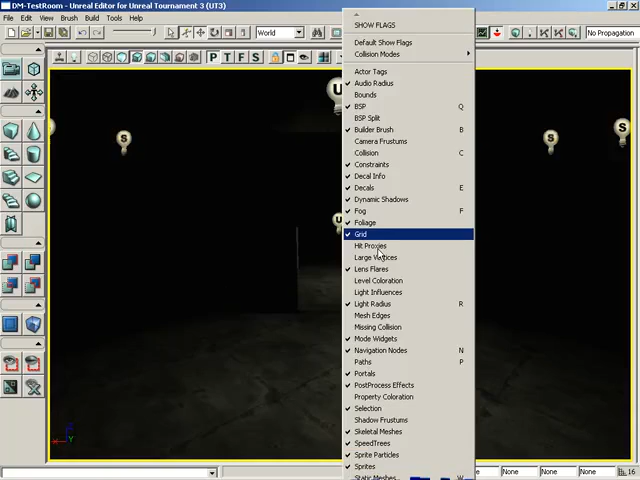 DM-TestRoom - Unreal Editor for Unreal Tournament 3 (UT3)
File Edit View Brush Build Tools Help
World
No Propagation
P T F S
SHOW FLAGS
Default Show Flags
Collision Modes
Actor Tags
Audio Radius
Bounds
BSP Q
BSP Split
Builder Brush B
Camera Frustums
Collision C
Constraints
Decal Info
Decals E
Dynamic Shadows
Fog F
Foliage
Grid
Hit Proxies
Large Vertices
Lens Flares
Level Coloration
Light Influences
Light Radius R
Mesh Edges
Missing Collision
Mode Widgets
Navigation Nodes N
Paths P
Portals
PostProcess Effects
Property Coloration
Selection
Shadow Frustums
Skeletal Meshes
SpeedTrees
Sprite Particles
Sprites
Static Meshes W
S
S
S
U
Z
X Y
None None None 16